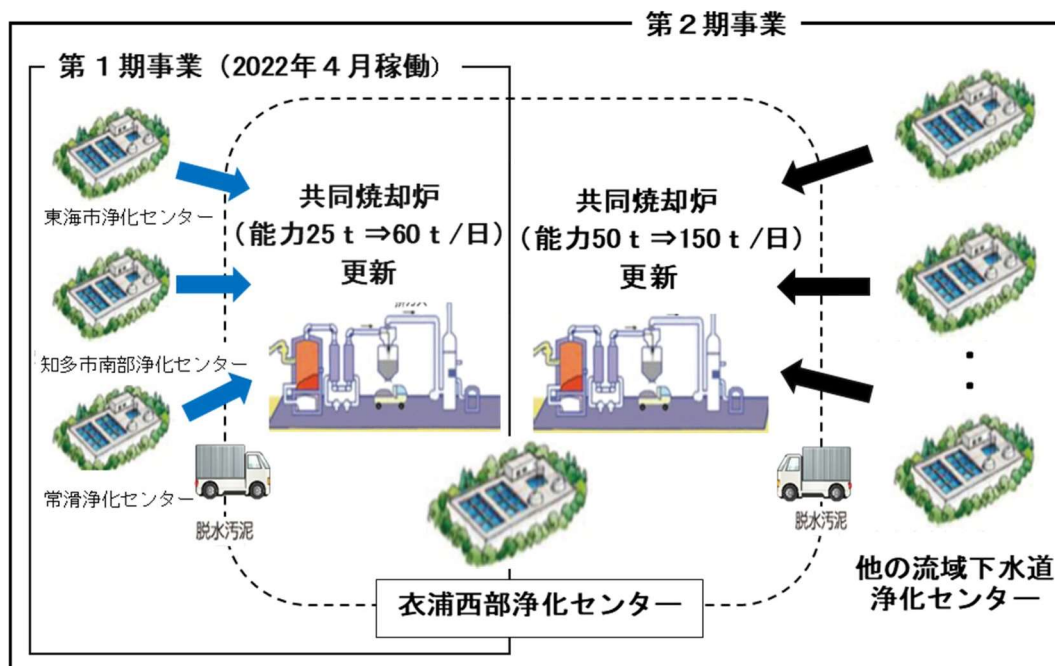 第２期事業
第１期事業（2022年４月稼働）
東海市浄化センター
共同焼却炉
（能力25ｔ⇒60ｔ/日）
更新
共同焼却炉
（能力50ｔ⇒150ｔ/日）
更新
知多市南部浄化センター
常滑浄化センター
脱水汚泥
脱水汚泥
衣浦西部浄化センター
他の流域下水道
浄化センター